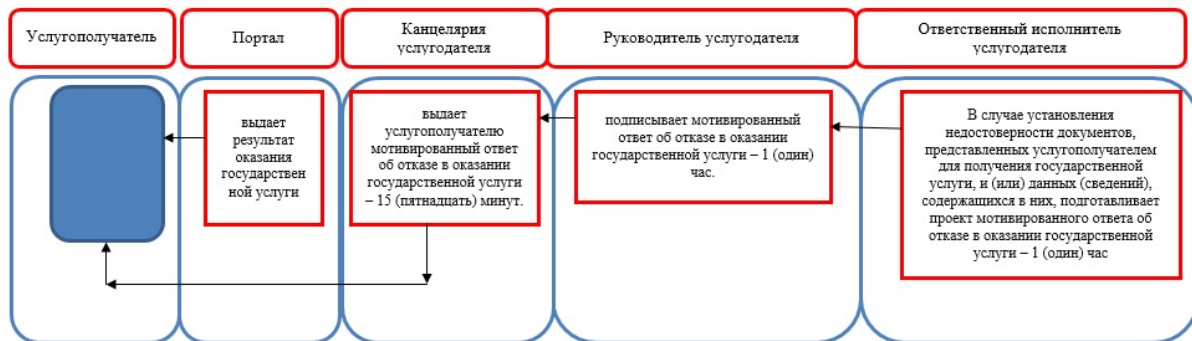 Услугополучатель
Портал
Канцелярия
услугодателя
Руководитель услугодателя
Ответственный исполнитель
услугодателя
выдает
результат
оказания
государствен
ной услуги
выдает
услугополучателю
мотивированный ответ
об отказе в оказании
государственной услуги
– 15 (пятнадцать) минут.
подписывает мотивированный
ответ об отказе в оказании
государственной услуги – 1 (один)
час.
В случае установления
недостоверности документов,
представленных услугополучателем
для получения государственной
услуги, и (или) данных (сведений),
содержащихся в них, подготавливает
проект мотивированного ответа об
отказе в оказании государственной
услуги – 1 (один) час